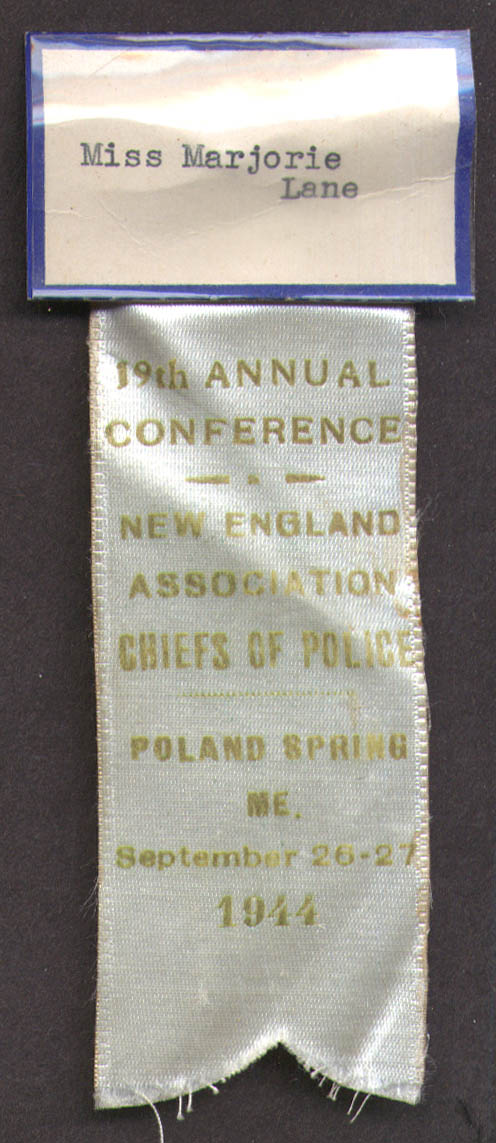 Miss Marjorie
Lane
19th ANNUAL
CONFERENCE
NEW ENGLAND
ASSOCIATION
CHIEFS OF POLICE
POLAND SPRING
ME.
September 26-27
1944